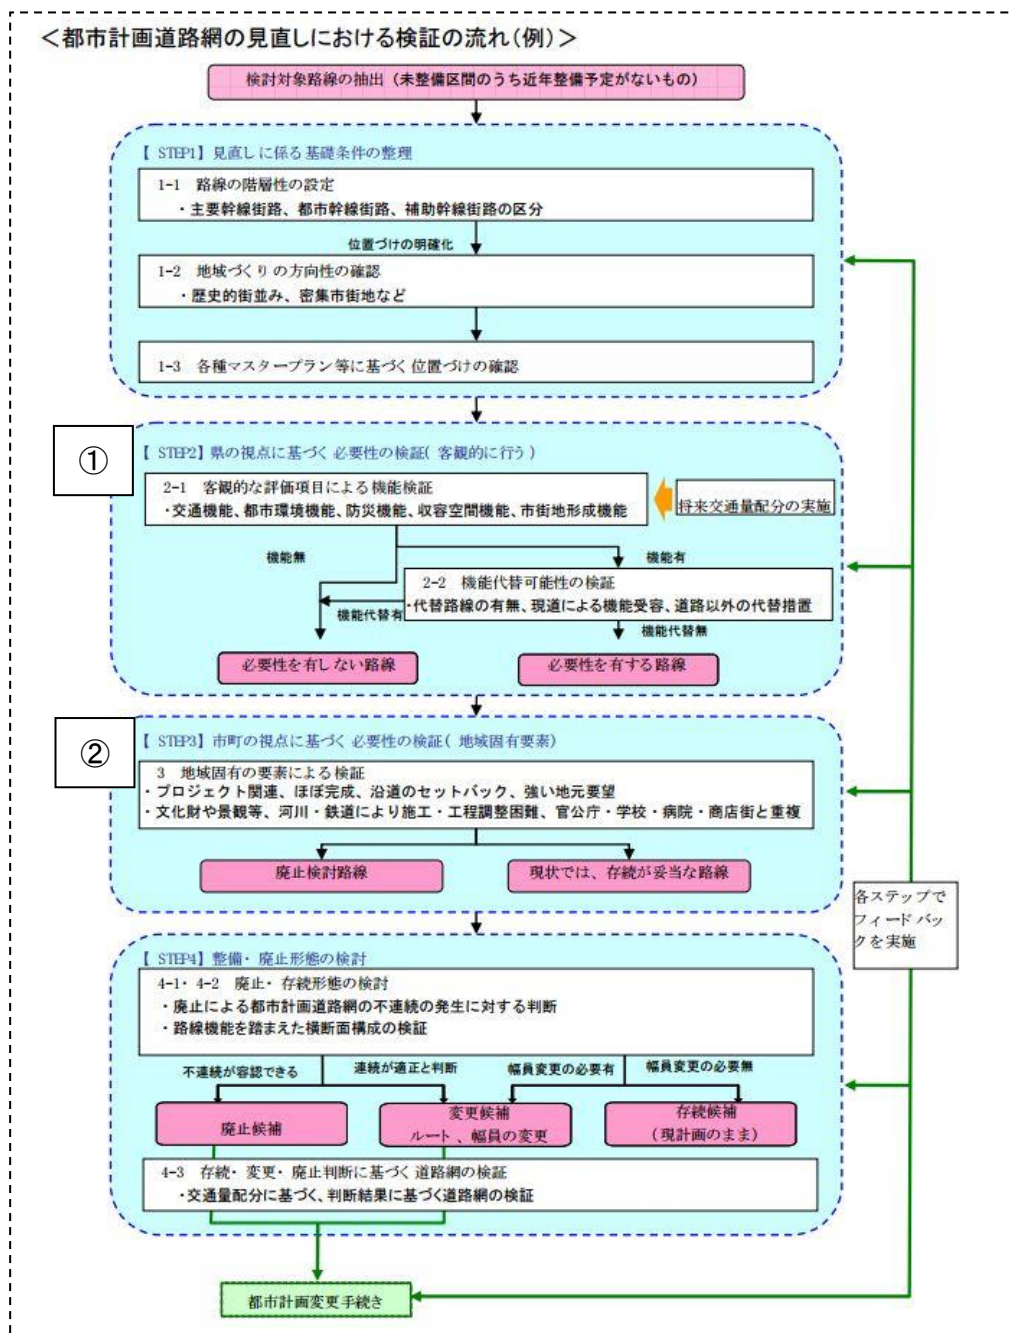 ＜都市計画道路網の見直しにおける検証の流れ（例）＞
検討対象路線の抽出（未整備区間のうち近年整備予定がないもの）
【 STEP1】見直しに係る基礎条件の整理
1-1　路線の階層性の設定
・主要幹線街路、都市幹線街路、補助幹線街路の区分
位置づけの明確化
1-2　地域づくりの方向性の確認
・歴史的街並み、密集市街地など
1-3　各種マスタープラン等に基づく位置づけの確認
①
【 STEP2】県の視点に基づく必要性の検証( 客観的に行う )
2-1　客観的な評価項目による機能検証
・交通機能、都市環境機能、防災機能、収容空間機能、市街地形成機能
将来交通量配分の実施
機能無
機能有
2-2　機能代替可能性の検証
・代替路線の有無、現道による機能受容、道路以外の代替措置
機能代替有
機能代替無
必要性を有しない路線
必要性を有する路線
②
【 STEP3】市町の視点に基づく必要性の検証( 地域固有要素)
3　地域固有の要素による検証
・プロジェクト関連、ほぼ完成、沿道のセットバック、強い地元要望
・文化財や景観等、河川・鉄道により施工・工程調整困難、官公庁・学校・病院・商店街と重複
廃止検討路線
現状では、存続が妥当な路線
各ステップで
フィードバッ
クを実施
【 STEP4】整備・廃止形態の検討
4-1・4-2　廃止・存続形態の検討
・廃止による都市計画道路網の不連続の発生に対する判断
・路線機能を踏まえた横断面構成の検証
不連続が容認できる
連続が適正と判断
幅員変更の必要有
幅員変更の必要無
廃止候補
変更候補
ルート、幅員の変更
存続候補
（現計画のまま）
4-3　存続・変更・廃止判断に基づく道路網の検証
・交通量配分に基づく、判断結果に基づく道路網の検証
都市計画変更手続き